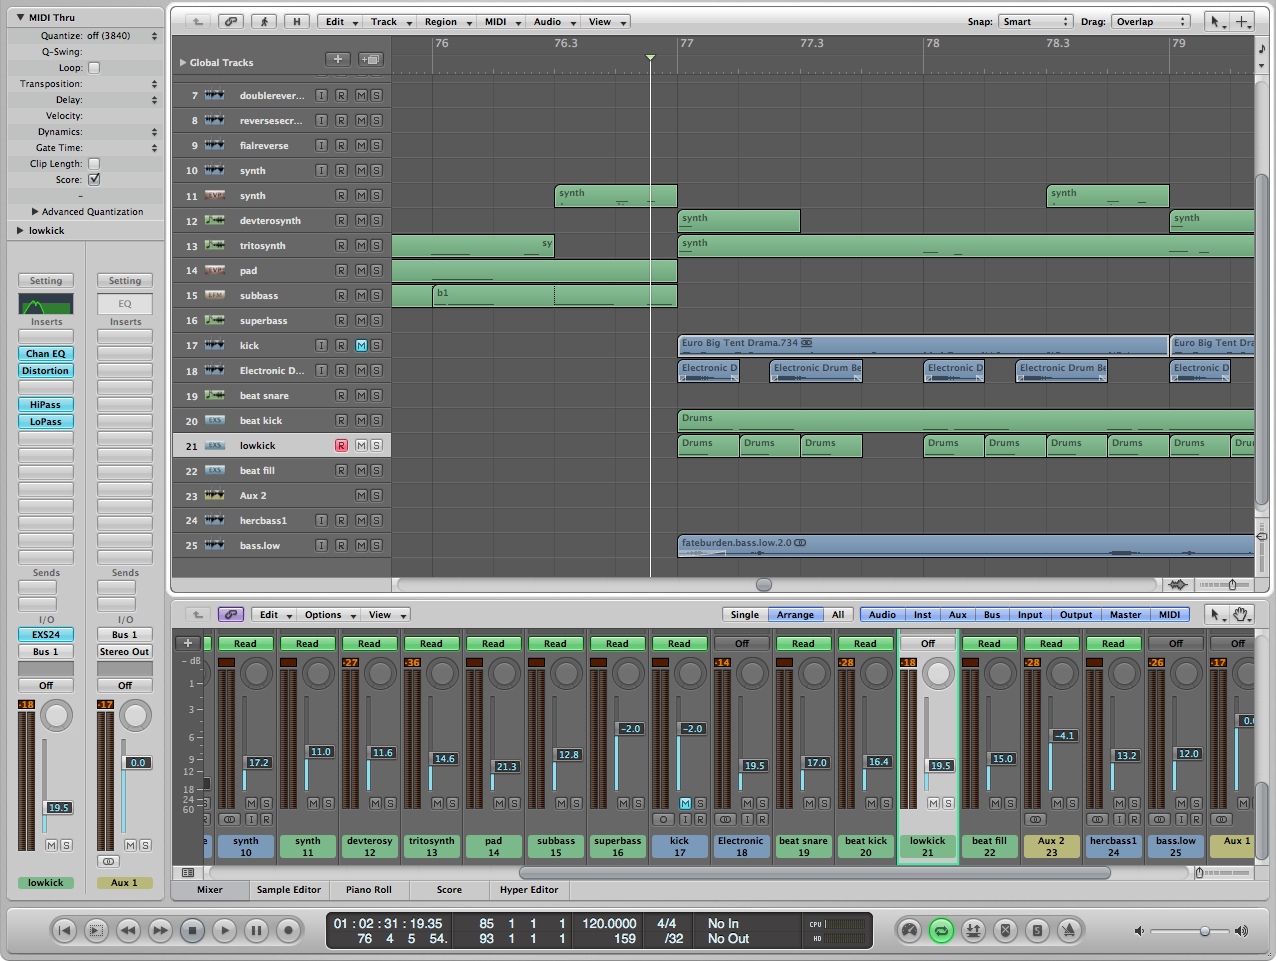 MIDI Thru
Quantize: off (3840)
Q-Swing:
Loop:
Transposition:
Delay:
Velocity:
Dynamics:
Gate Time:
Clip Length:
Score:
Advanced Quantization
lowkick
Setting Setting
EQ
Inserts Inserts
Chan EQ
Distortion
HiPass
LoPass
Sends Sends
I/O I/O
EXS24 Bus 1
Bus 1 Stereo Out
Off Off
-18 -17
0.0
19.5
M S M S
lowkick Aux 1
H Edit Track Region MIDI Audio View Snap: Smart Drag: Overlap
76 76.3 77 77.3 78 78.3 79
Global Tracks
7 doublerever... I R M S
8 reversesecr... I R M S
9 fialreverse I R M S
10 synth I R M S
11 synth R M S synth synth
12 devterosynth R M S synth synth
13 tritosynth R M S sy synth
14 pad R M S
15 subbass R M S b1
16 superbass R M S
17 kick I R M S Euro Big Tent Drama.734 Euro Big Tent Dra
18 Electronic D... I R M S Electronic D Electronic Drum Be Electronic D Electronic Drum Be Electronic D
19 beat snare R M S
20 EXS beat kick R M S Drums
21 EXS lowkick R M S Drums Drums Drums Drums Drums Drums Drums Drums Drum
22 EXS beat fill R M S
23 Aux 2 M S
24 hercbass1 I R M S
25 bass.low I R M S fateburden.bass.low.2.0
Edit Options View Single Arrange All Audio Inst Aux Bus Input Output Master MIDI
Read Read Read Read Read Read Read Read Off Read Read Off Read Off Read Off Off
dB -27 -36 -14 -28 -18 -28 -26 -17
1
3
6
9
12
18
24
60
17.2 11.0 11.6 14.6 21.3 12.8 -2.0 -2.0 19.5 17.0 16.4 19.5 15.0 -4.1 13.2 12.0 0.
M S M S M S M S M S M S M S M S M S M S M S M S M S M S M S M S M
I R I R I R I R I R
synth synth devterosy tritosynth pad subbass superbass kick Electronic beat snare beat kick lowkick beat fill Aux 2 hercbass1 bass.low Aux 1
10 11 12 13 14 15 16 17 18 19 20 21 22 23 24 25
Mixer Sample Editor Piano Roll Score Hyper Editor
01 : 02 : 31 : 19.35 85 1 1 1 120.0000 4/4 No In CPU
76 4 5 54. 93 1 1 1 159 /32 No Out HD